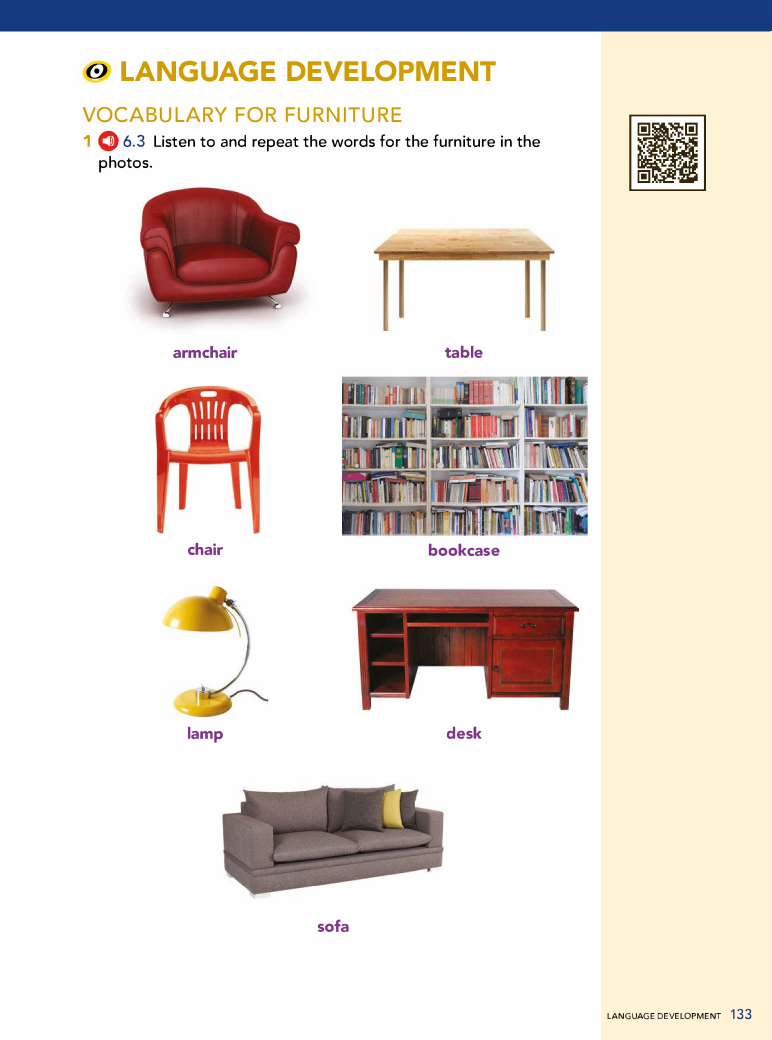 LANGUAGE DEVELOPMENT
VOCABULARY FOR FURNITURE
1 6.3 Listen to and repeat the words for the furniture in the
photos.
armchair
table
chair
bookcase
lamp
desk
sofa
LANGUAGE DEVELOPMENT 133